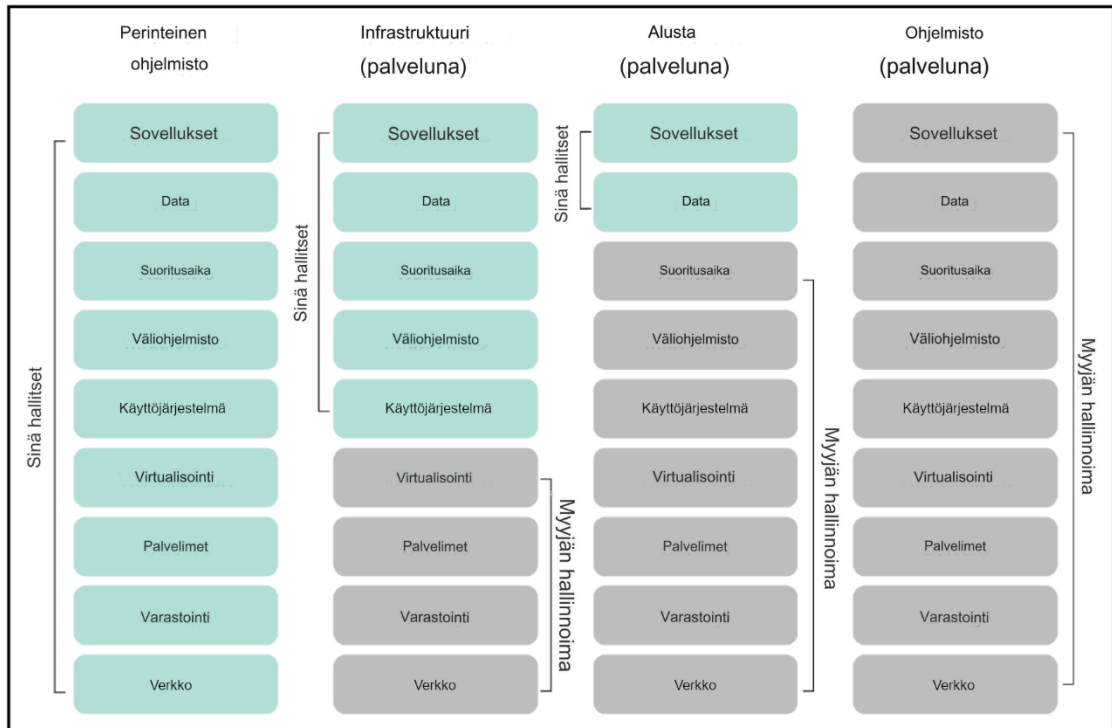 Perinteinen
ohjelmisto
Infrastruktuuri
(palveluna)
Alusta
(palveluna)
Ohjelmisto
(palveluna)
Sinä hallitset
Sovellukset
Data
Suoritusaika
Väliohjelmisto
Käyttöjärjestelmä
Virtualisointi
Palvelimet
Varastointi
Verkko
Sinä hallitset
Sovellukset
Data
Suoritusaika
Väliohjelmisto
Käyttöjärjestelmä
Virtualisointi
Palvelimet
Varastointi
Verkko
Myyjän hallinnoima
Sinä hallitset
Sovellukset
Data
Suoritusaika
Väliohjelmisto
Käyttöjärjestelmä
Virtualisointi
Palvelimet
Varastointi
Verkko
Myyjän hallinnoima
Sovellukset
Data
Suoritusaika
Väliohjelmisto
Käyttöjärjestelmä
Virtualisointi
Palvelimet
Varastointi
Verkko
Myyjän hallinnoima